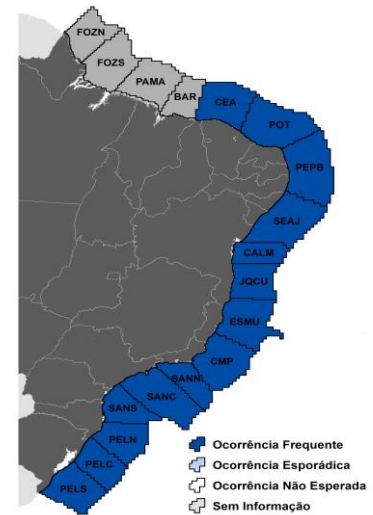 FOZN
FOZS
PAMA
BAR
CEA
POT
PEPB
SEAJ
CALM
JQCU
ESMU
CMP
SANN
SANC
SANS
PELN
PELC
PELS
Ocorrência Frequente
Ocorrência Esporádica
Ocorrência Não Esperada
Sem Informação